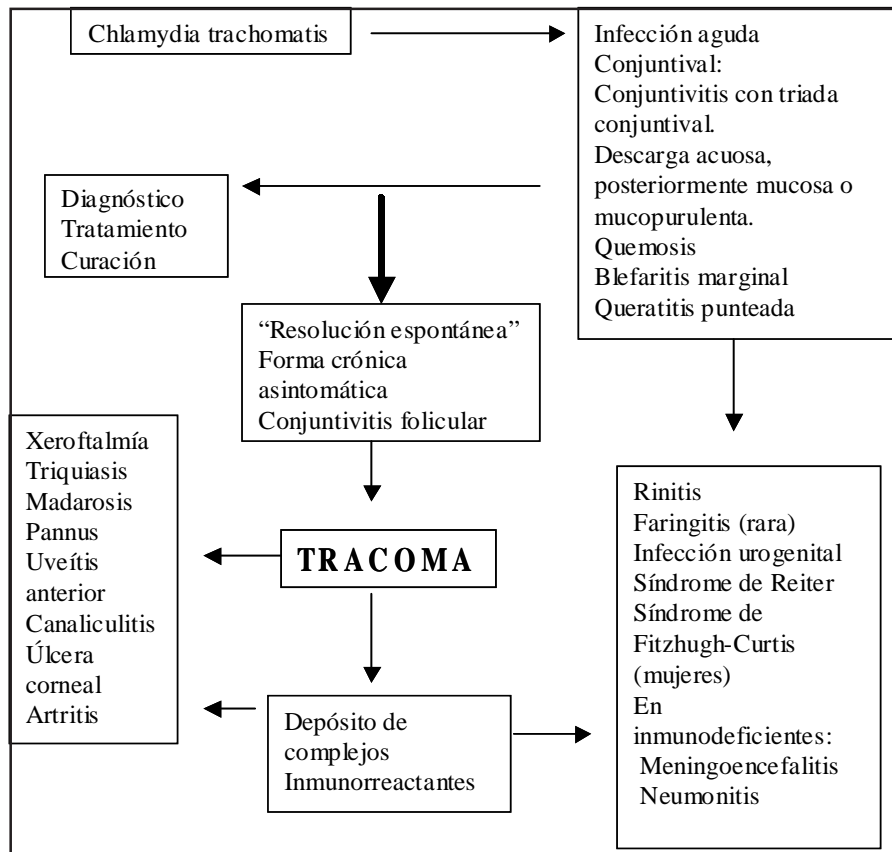 Chlamydia trachomatis
Infección aguda
Conjuntival:
Conjuntivitis con triada
conjuntival.
Descarga acuosa,
posteriormente mucosa o
mucopurulenta.
Quemosis
Blefaritis marginal
Queratitis punteada
Diagnóstico
Tratamiento
Curación
“Resolución espontánea”
Forma crónica
asintomática
Conjuntivitis folicular
Xeroftalmía
Triquiasis
Madarosis
Pannus
Uveítis
anterior
Canaliculitis
Úlcera
corneal
Artritis
TRACOMA
Depósito de
complejos
Inmunorreactantes
Rinitis
Faringitis (rara)
Infección urogenital
Síndrome de Reiter
Síndrome de
Fitzhugh-Curtis
(mujeres)
En
inmunodeficientes:
Meningoencefalitis
Neumonitis